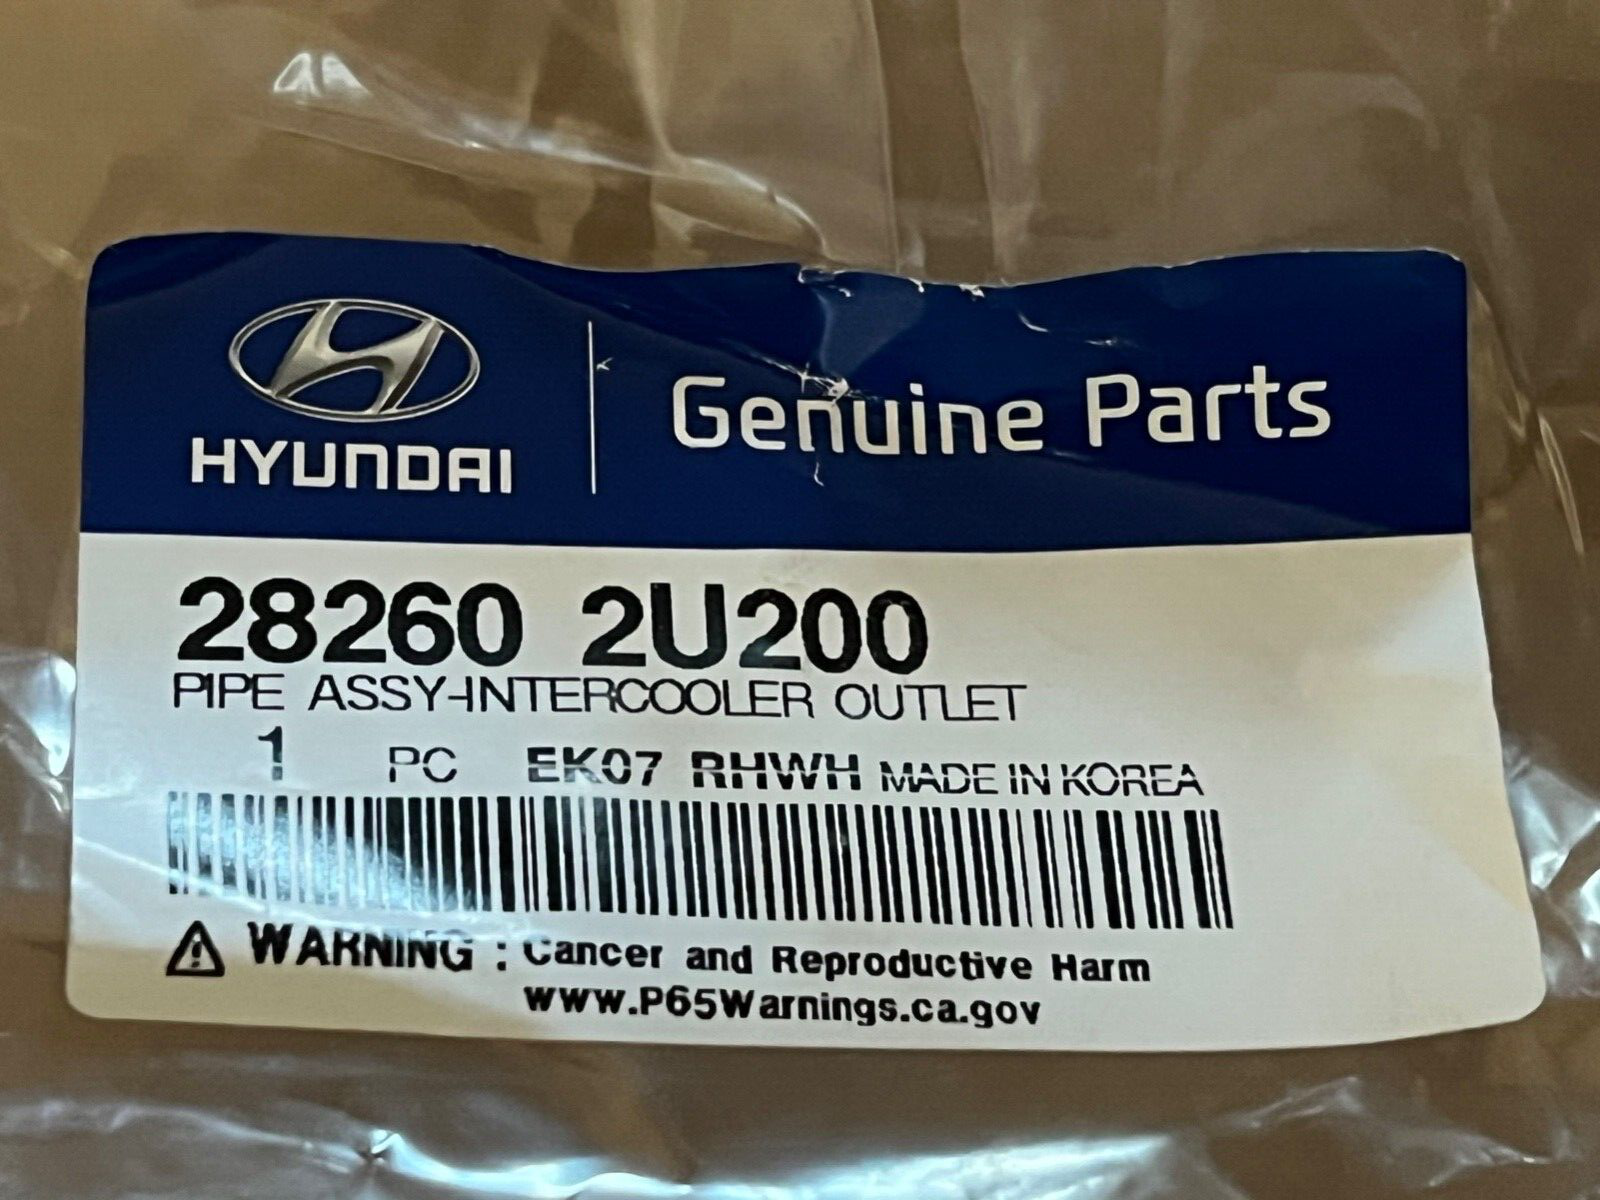 HYUNDAI
Genuine Parts
28260 2U200
PIPE ASSY-INTERCOOLER OUTLET
1 PC EK07 RHWH MADE IN KOREA
WARNING : Cancer and Reproductive Harm
www.P65Warnings.ca.gov